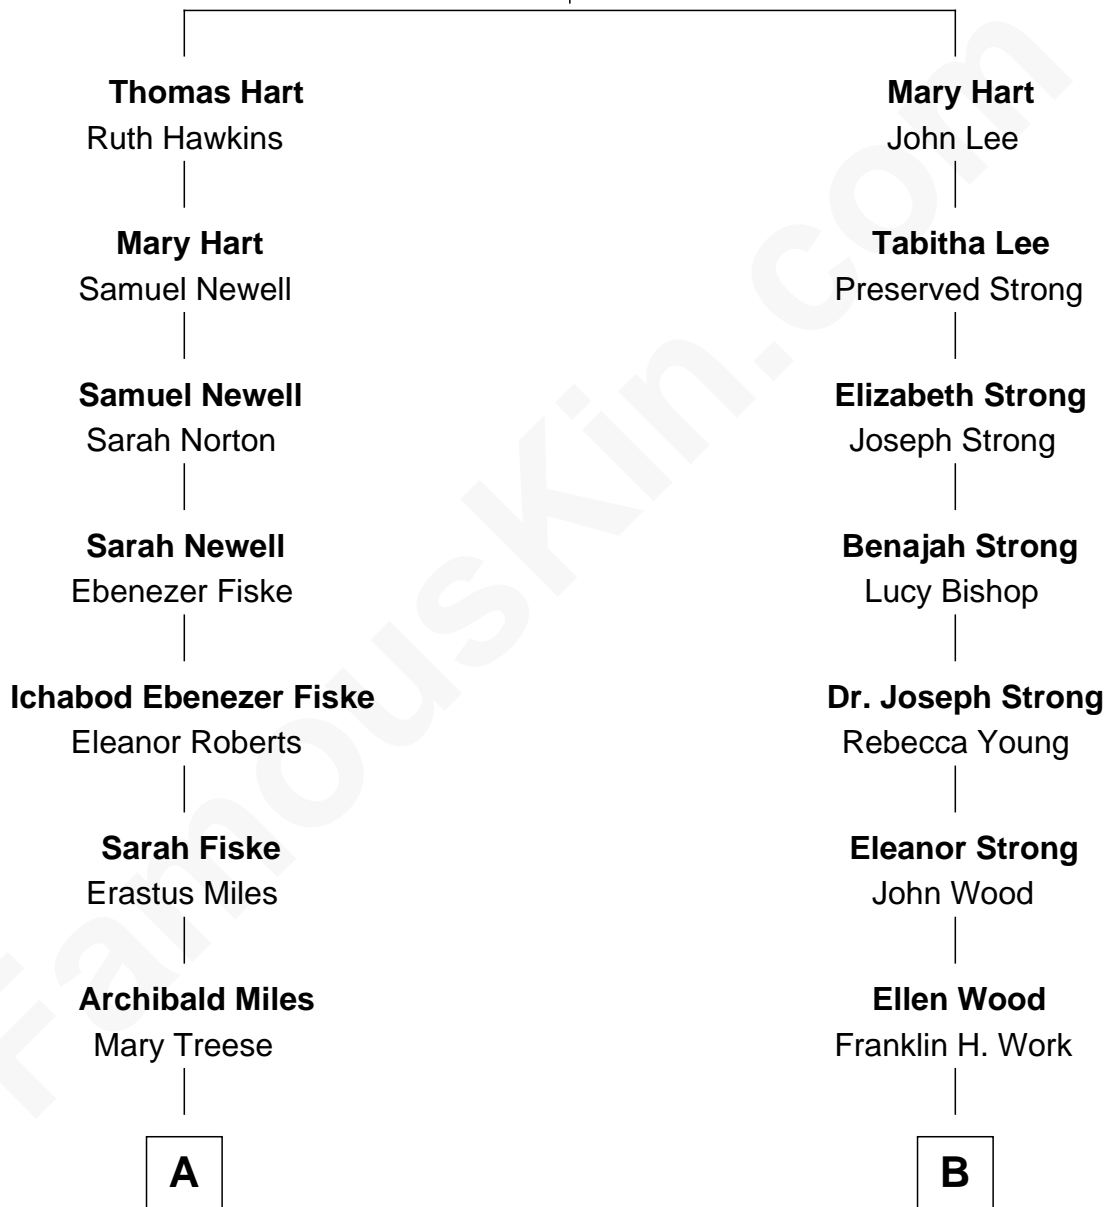 Thomas Hart
Ruth Hawkins
Mary Hart
Samuel Newell
Samuel Newell
Sarah Norton
Sarah Newell
Ebenezer Fiske
Ichabod Ebenezer Fiske
Eleanor Roberts
Sarah Fiske
Erastus Miles
Archibald Miles
Mary Treese
A
Mary Hart
John Lee
Tabitha Lee
Preserved Strong
Elizabeth Strong
Joseph Strong
Benajah Strong
Lucy Bishop
Dr. Joseph Strong
Rebecca Young
Eleanor Strong
John Wood
Ellen Wood
Franklin H. Work
B
FamousKin.com